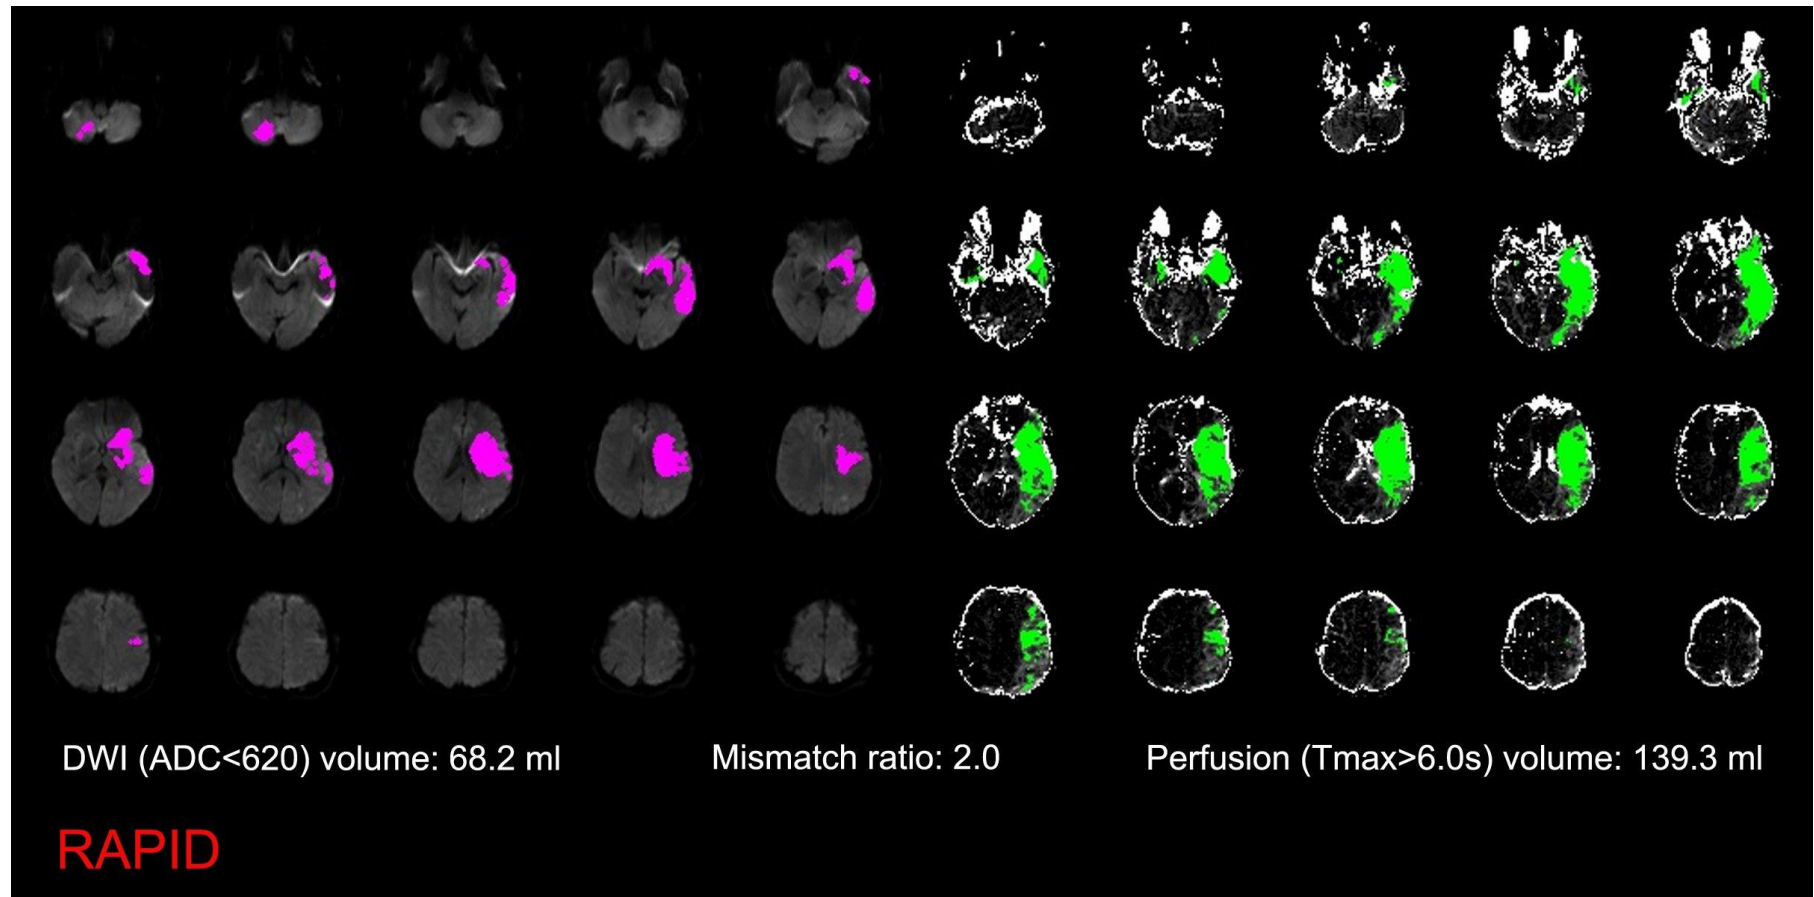 DWI (ADC<620) volume: 68.2 ml
Mismatch ratio: 2.0
Perfusion (Tmax>6.0s) volume: 139.3 ml
RAPID